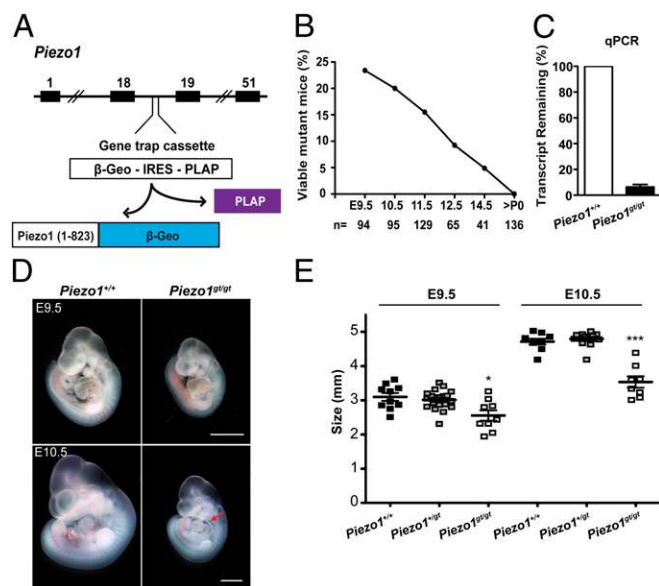 A
Piezo1
1 18 19 51
Gene trap cassette
β-Geo - IRES - PLAP
PLAP
Piezo1 (1-823) β-Geo
B
Viable mutant mice (%)
25
20
15
10
5
0
E9.5 10.5 11.5 12.5 14.5 >P0
n= 94 95 129 65 41 136
C
qPCR
Transcript Remaining (%)
100
80
60
40
20
0
Piezo1+/+
Piezo1gt/gt
D
Piezo1+/+ Piezo1gt/gt
E9.5
E10.5
E
E9.5 E10.5
Size (mm)
5
4
3
2
1
0
*
***
Piezo1+/+
Piezo1+/gt
Piezo1gt/gt
Piezo1+/+
Piezo1+/gt
Piezo1gt/gt